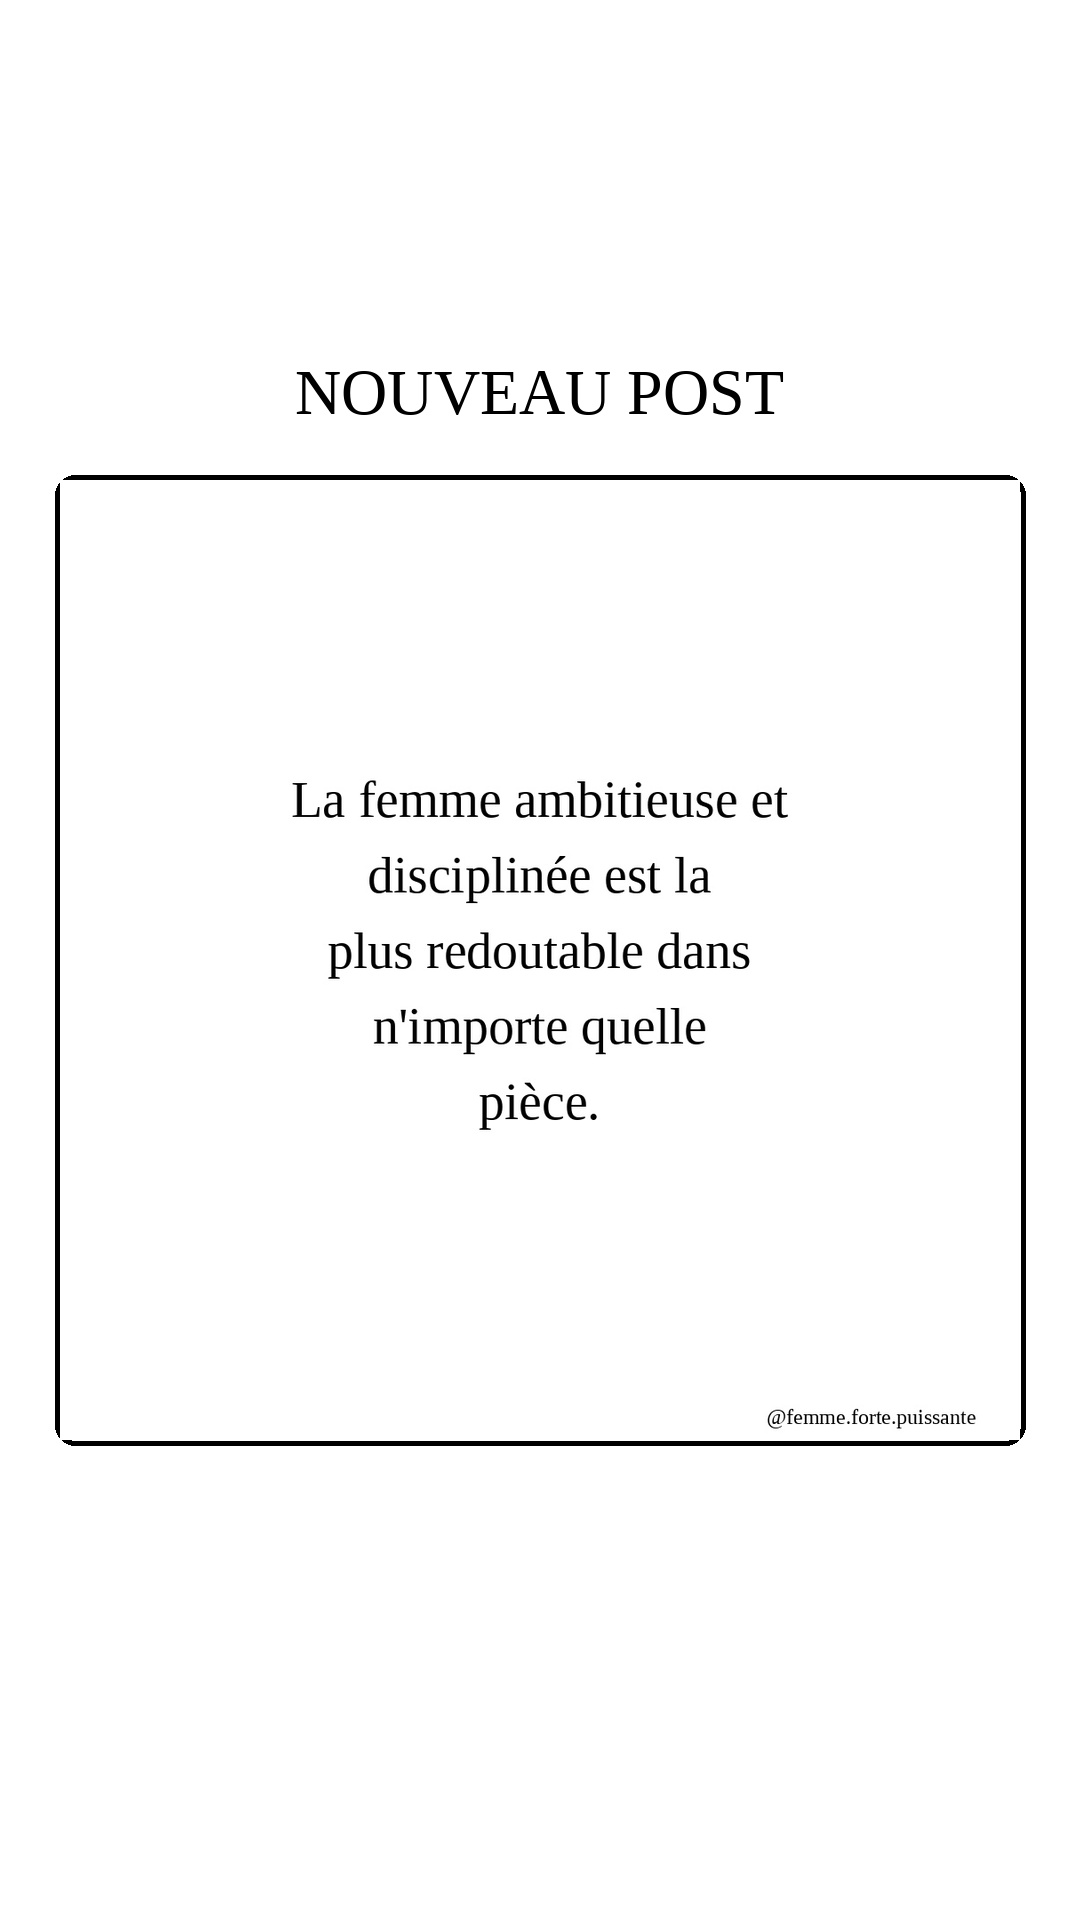 NOUVEAU POST
La femme ambitieuse et
disciplinée est la
plus redoutable dans
n'importe quelle
pièce.
@femme.forte.puissante